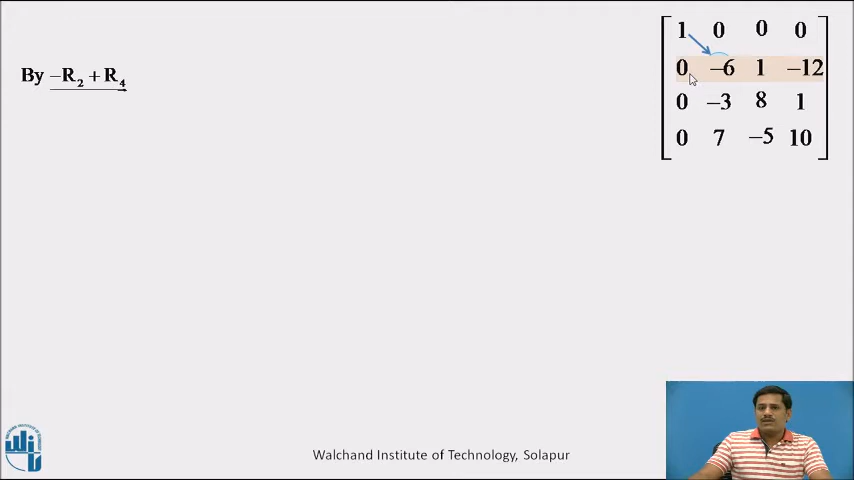 By −R₂ + R₄
1 0 0 0
0 −6 1 −12
0 −3 8 1
0 7 −5 10
Walchand Institute of Technology, Solapur